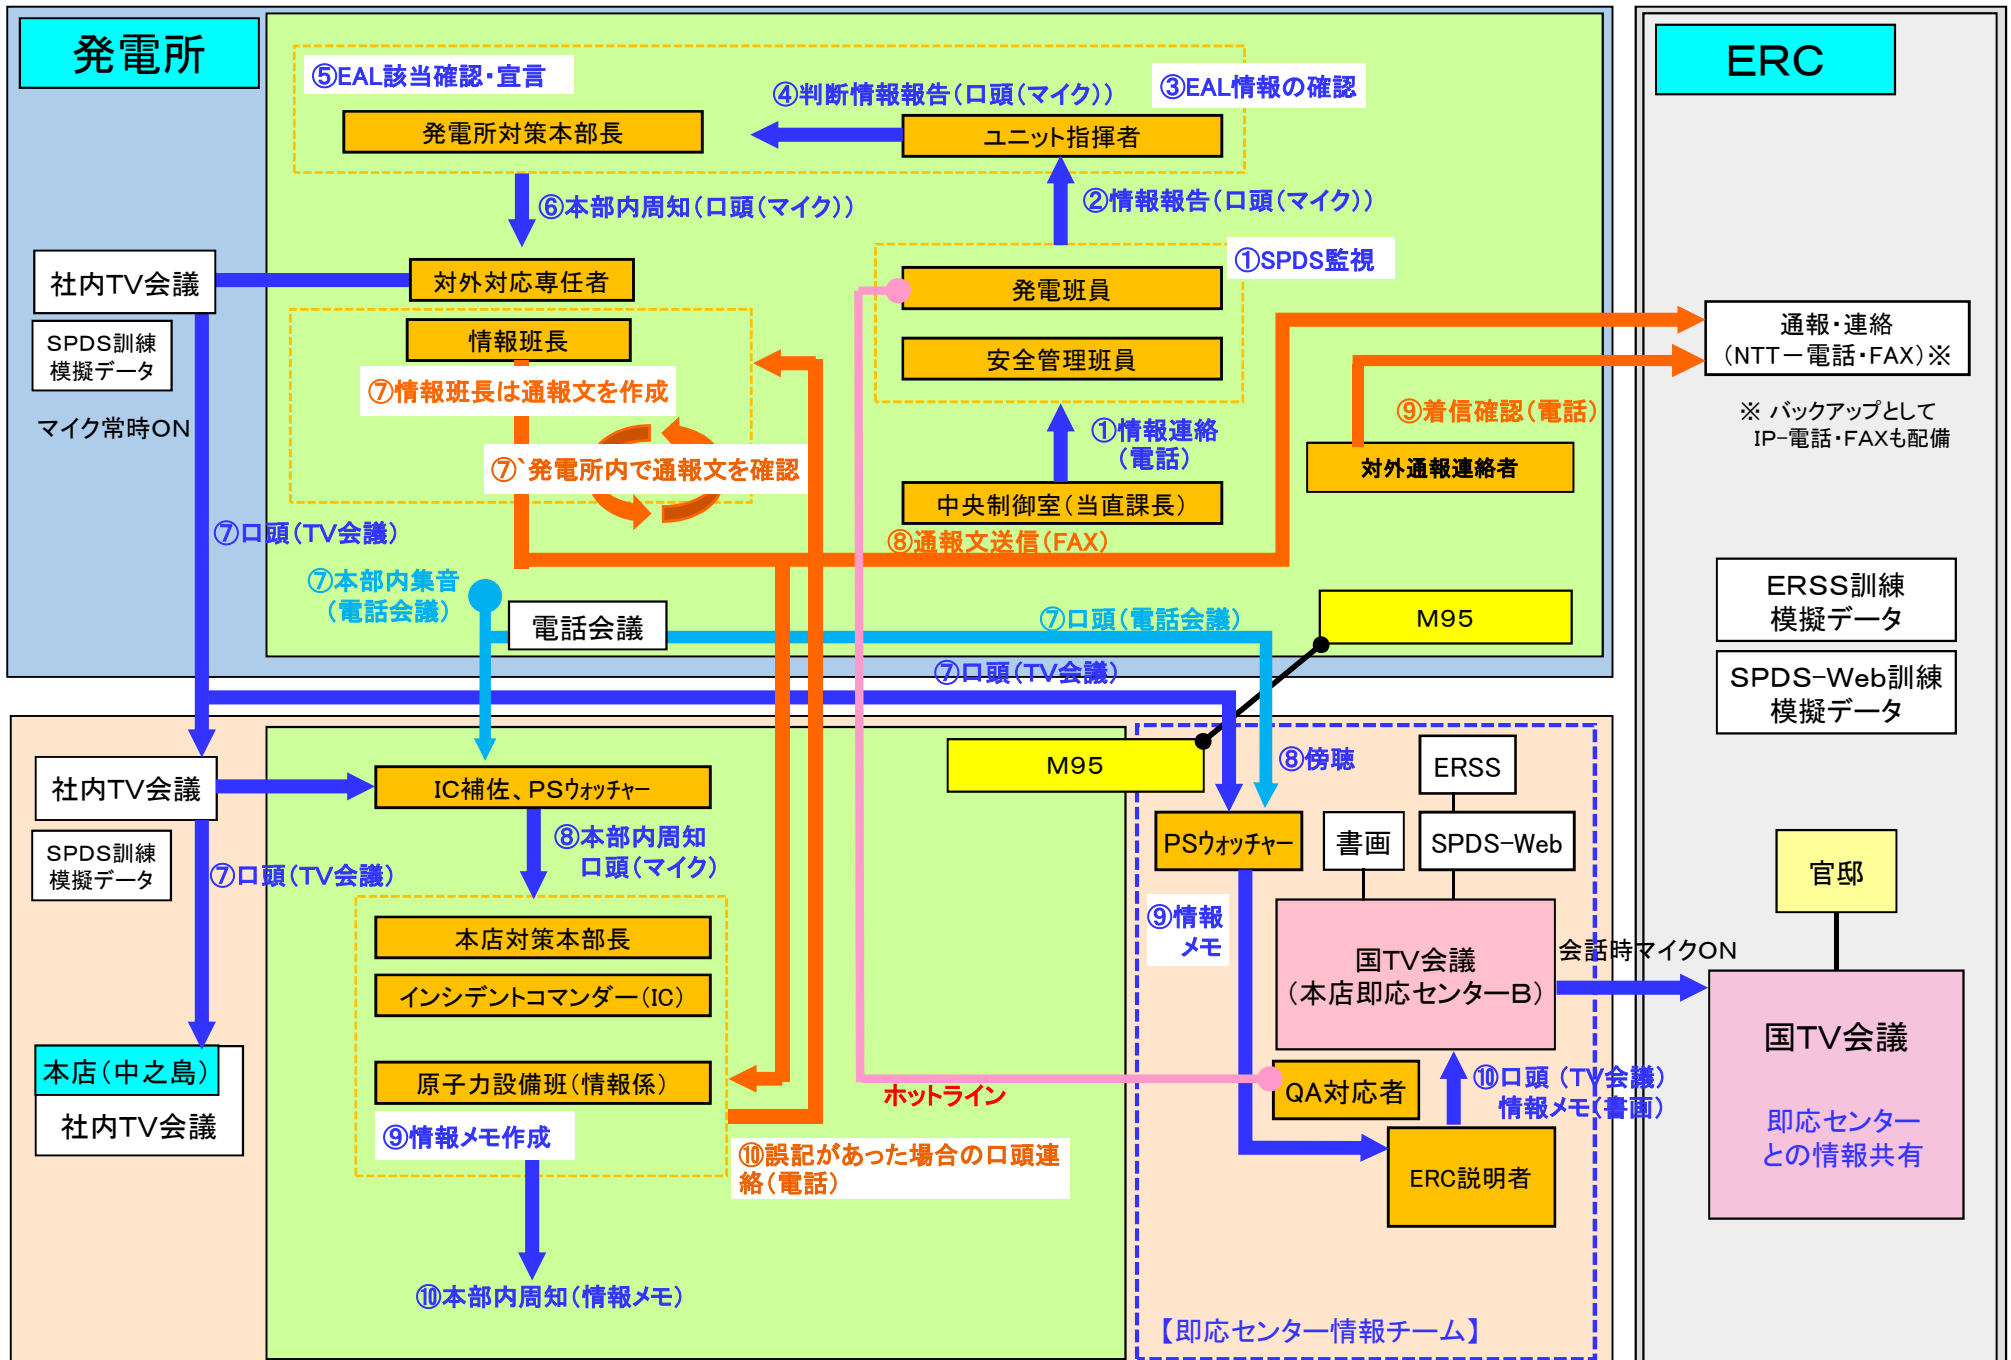 発電所
⑤EAL該当確認・宣言
④判断情報報告（口頭（マイク））
③EAL情報の確認
発電所対策本部長
ユニット指揮者
⑥本部内周知（口頭（マイク））
②情報報告（口頭（マイク））
①SPDS監視
社内TV会議
対外対応専任者
発電班員
SPDS訓練
模擬データ
情報班長
安全管理班員
マイク常時ON
⑦情報班長は通報文を作成
①情報連絡
（電話）
⑦`発電所内で通報文を確認
中央制御室（当直課長）
⑨着信確認（電話）
対外通報連絡者
⑦口頭（TV会議）
⑧通報文送信（FAX）
⑦本部内集音
（電話会議）
電話会議
⑦口頭（電話会議）
M95
⑦口頭（TV会議）
ERC
通報・連絡
（NTT－電話・FAX）※
※ バックアップとして
IP-電話・FAXも配備
ERSS訓練
模擬データ
SPDS-Web訓練
模擬データ
官邸
国TV会議
即応センター
との情報共有
社内TV会議
IC補佐、PSウォッチャー
M95
⑧傍聴
ERSS
SPDS訓練
模擬データ
⑦口頭（TV会議）
⑧本部内周知
口頭（マイク）
PSウォッチャー
書画
SPDS-Web
本店対策本部長
インシデントコマンダー（IC）
⑨情報
メモ
国TV会議
（本店即応センターB）
会話時マイクON
本店（中之島）
社内TV会議
原子力設備班（情報係）
⑨情報メモ作成
ホットライン
QA対応者
⑩口頭（TV会議）
情報メモ（書画）
⑩誤記があった場合の口頭連
絡（電話）
ERC説明者
⑩本部内周知（情報メモ）
【即応センター情報チーム】